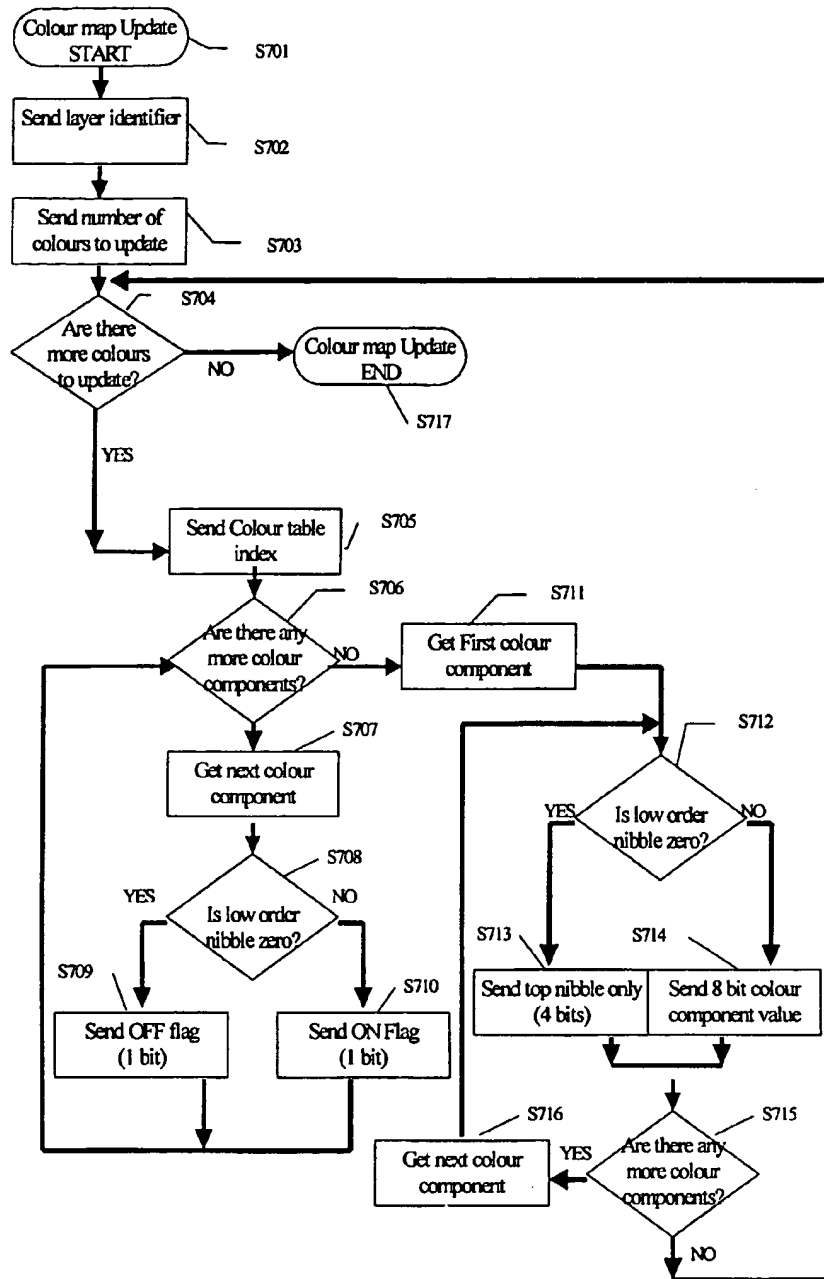 Colour map Update
START
S701
Send layer identifier
S702
Send number of
colours to update
S703
S704
Are there
more colours
to update?
NO
Colour map Update
END
S717
YES
Send Colour table
index
S705
S706
Are there any
more colour
components?
NO
S711
Get First colour
component
S707
Get next colour
component
S712
Is low order
nibble zero?
YES
NO
S708
Is low order
nibble zero?
YES
NO
S709
Send OFF flag
(1 bit)
S710
Send ON Flag
(1 bit)
S713
Send top nibble only
(4 bits)
S714
Send 8 bit colour
component value
S715
Are there any
more colour
components?
YES
S716
Get next colour
component
NO